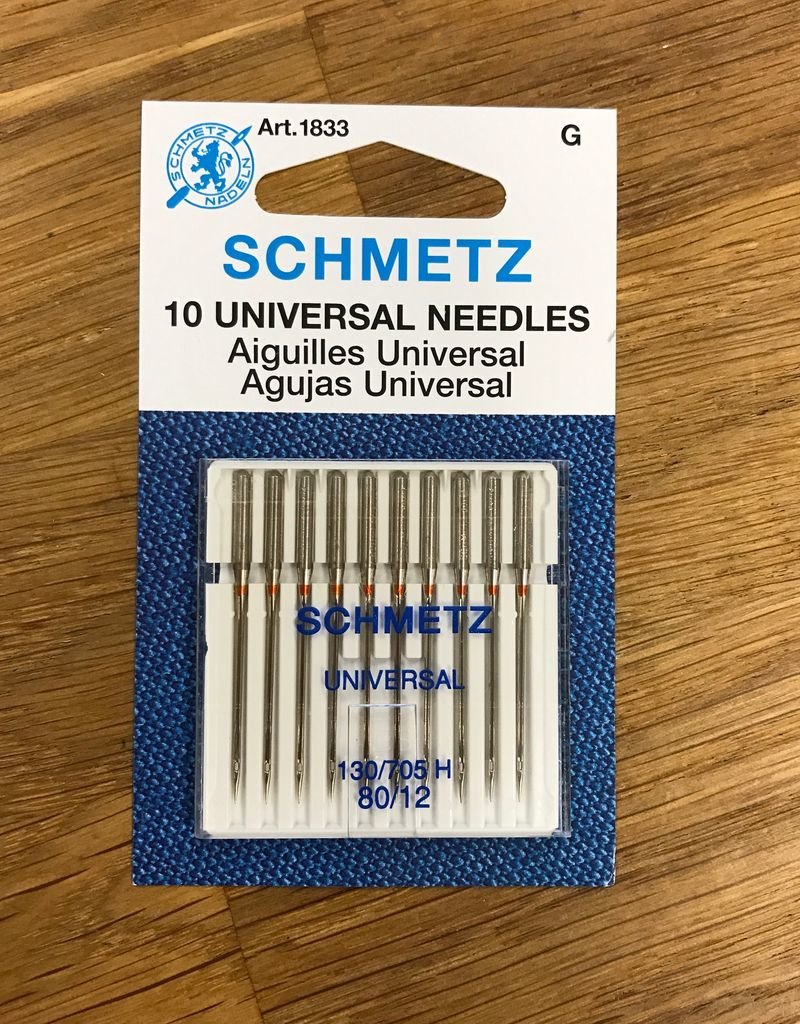 Art.1833
G
SCHMETZ
NADELN
SCHMETZ
10 UNIVERSAL NEEDLES
Aiguilles Universal
Agujas Universal
SCHMETZ
UNIVERSAL
130/705 H
80/12